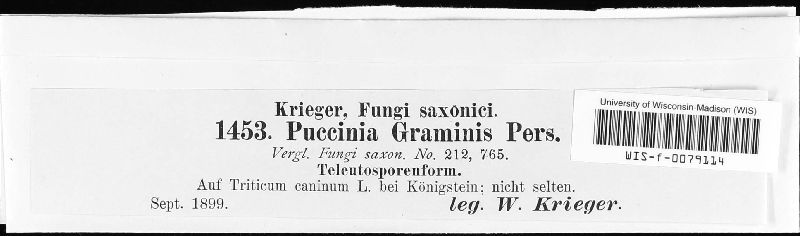 Krieger, Fungi saxonici.
1453. Puccinia Graminis Pers.
Vergl. Fungi saxon. No. 212, 765.
Teleutosporenform.
Auf Triticum caninum L. bei Königstein; nicht selten.
Sept. 1899. leg. W. Krieger.
University of Wisconsin-Madison (WIS)
WIS-f-0079114